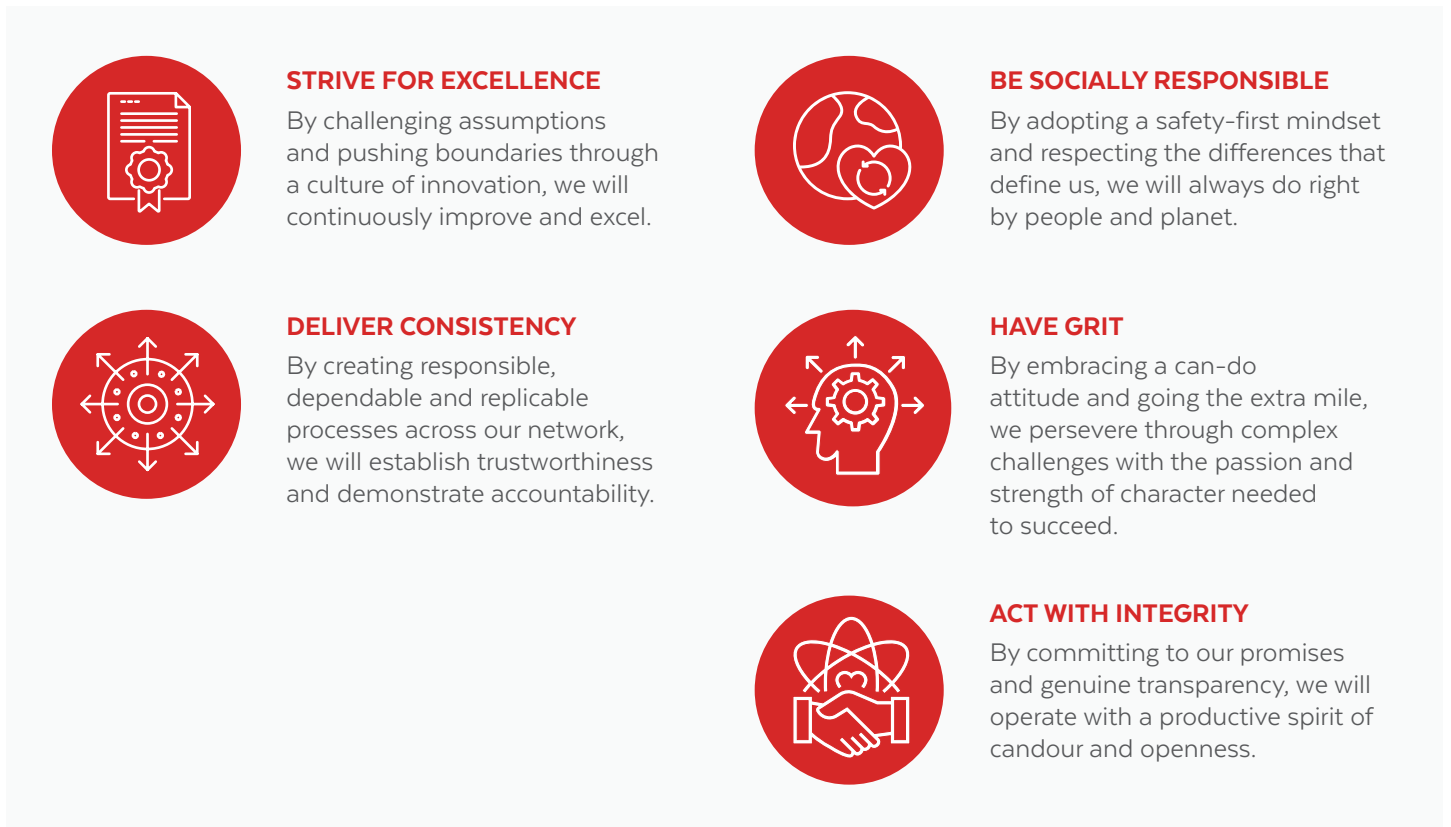 STRIVE FOR EXCELLENCE
By challenging assumptions
and pushing boundaries through
a culture of innovation, we will
continuously improve and excel.
DELIVER CONSISTENCY
By creating responsible,
dependable and replicable
processes across our network,
we will establish trustworthiness
and demonstrate accountability.
BE SOCIALLY RESPONSIBLE
By adopting a safety-first mindset
and respecting the differences that
define us, we will always do right
by people and planet.
HAVE GRIT
By embracing a can-do
attitude and going the extra mile,
we persevere through complex
challenges with the passion and
strength of character needed
to succeed.
ACT WITH INTEGRITY
By committing to our promises
and genuine transparency, we will
operate with a productive spirit of
candour and openness.